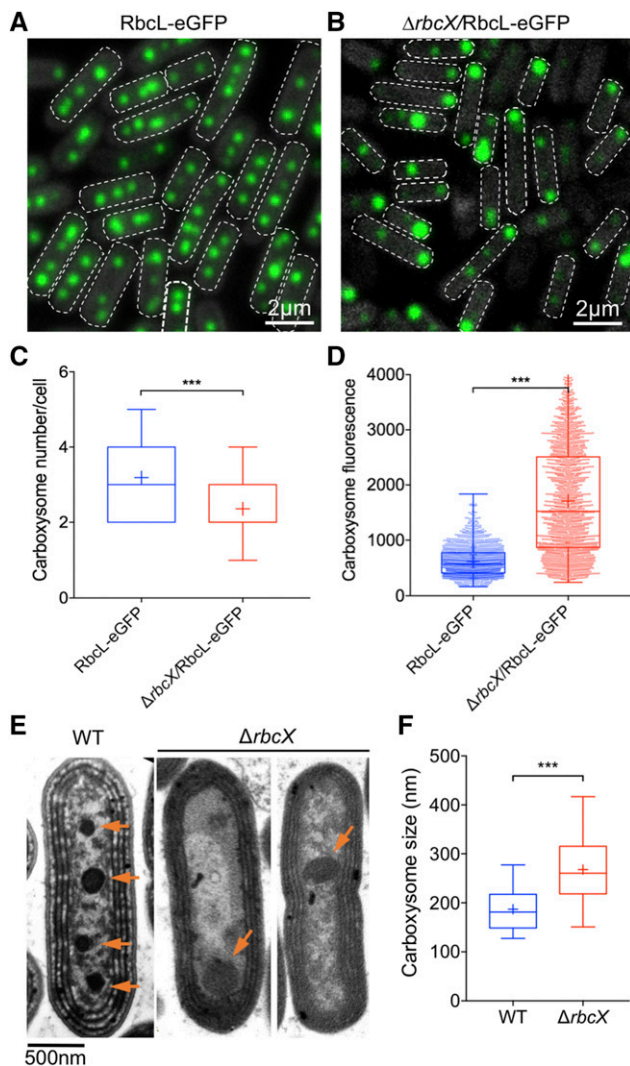 A
RbcL-eGFP
2μm
B
ΔrbcX/RbcL-eGFP
2μm
C
Carboxysome number/cell
6
4
2
0
***
RbcL-eGFP
ΔrbcX/RbcL-eGFP
D
Carboxysome fluorescence
4000
3000
2000
1000
0
***
RbcL-eGFP
ΔrbcX/RbcL-eGFP
E
WT
ΔrbcX
500nm
F
Carboxysome size (nm)
500
400
300
200
100
0
***
WT
ΔrbcX